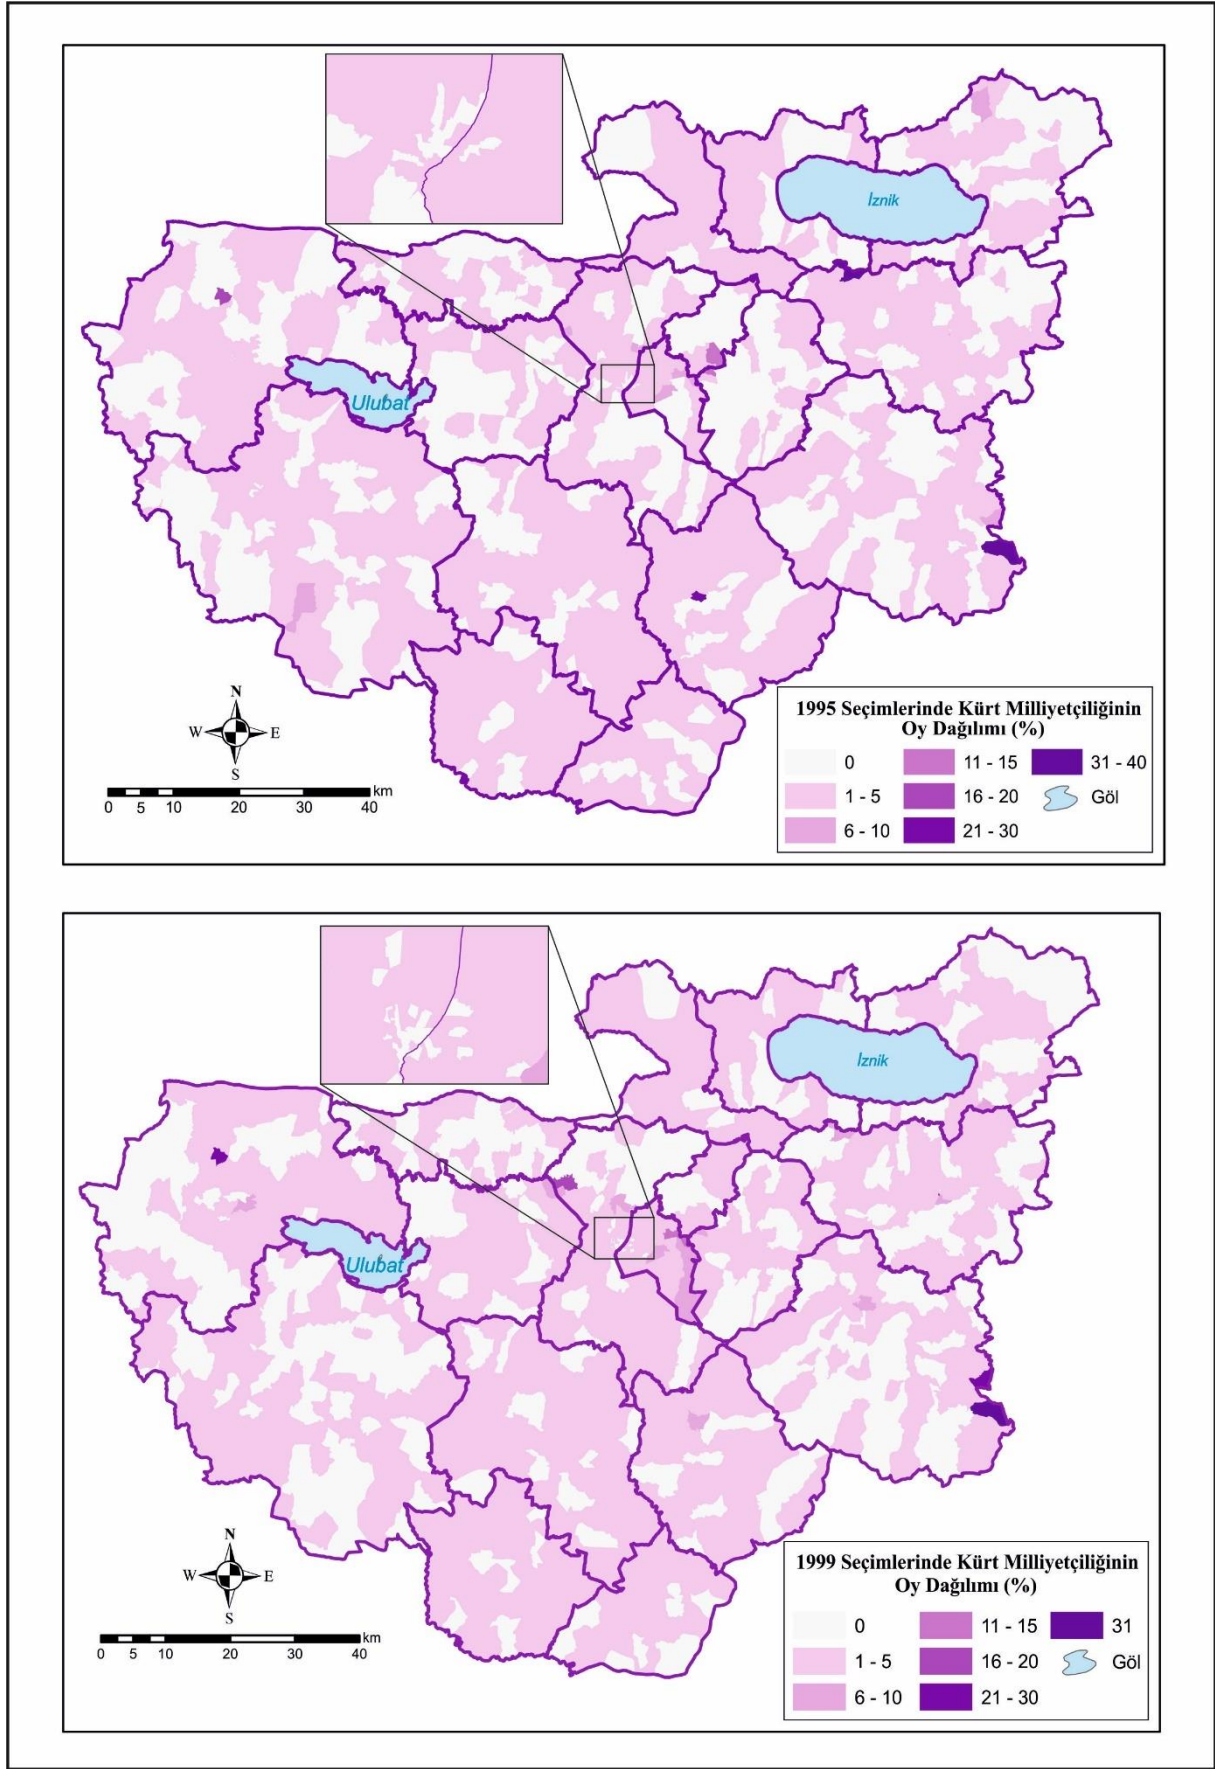 İznik
Ulubat
N
W E
S
km
0 5 10 20 30 40
1995 Seçimlerinde Kürt Milliyetçiliğinin
Oy Dağılımı (%)
0 11 - 15 31 - 40
1 - 5 16 - 20 Göl
6 - 10 21 - 30
İznik
Ulubat
N
W E
S
km
0 5 10 20 30 40
1999 Seçimlerinde Kürt Milliyetçiliğinin
Oy Dağılımı (%)
0 11 - 15 31
1 - 5 16 - 20 Göl
6 - 10 21 - 30